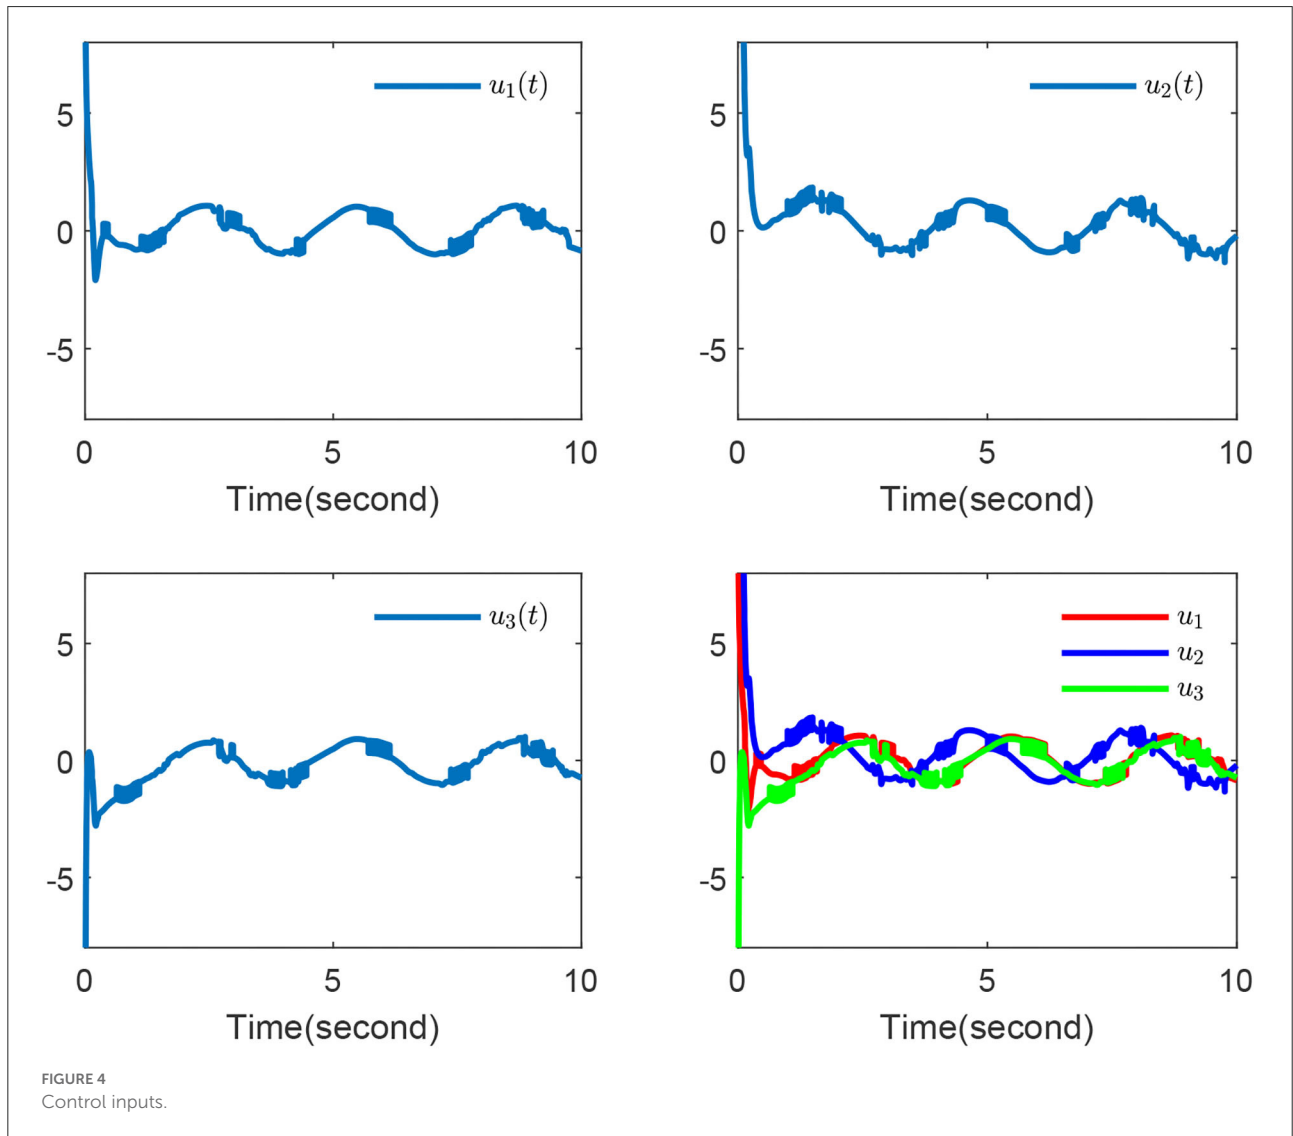 u₁(t)
5
0
-5
0 5 10
Time(second)
u₂(t)
5
0
-5
0 5 10
Time(second)
u₃(t)
5
0
-5
0 5 10
Time(second)
u₁
u₂
u₃
5
0
-5
0 5 10
Time(second)
FIGURE 4
Control inputs.